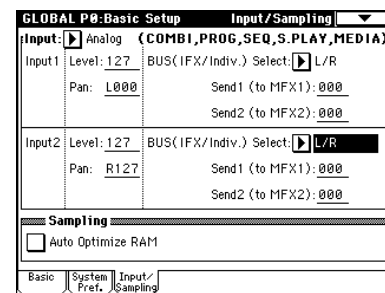 GLOBAL P0:Basic Setup Input/Sampling
Input: Analog (COMBI,PROG,SEQ,S.PLAY,MEDIA)
Input1 Level:127 BUS(IFX/Indiv.) Select: L/R
Pan: L000 Send1 (to MFX1):000
Send2 (to MFX2):000
Input2 Level:127 BUS(IFX/Indiv.) Select: L/R
Pan: R127 Send1 (to MFX1):000
Send2 (to MFX2):000
Sampling
Auto Optimize RAM
Basic System Pref. Input/Sampling